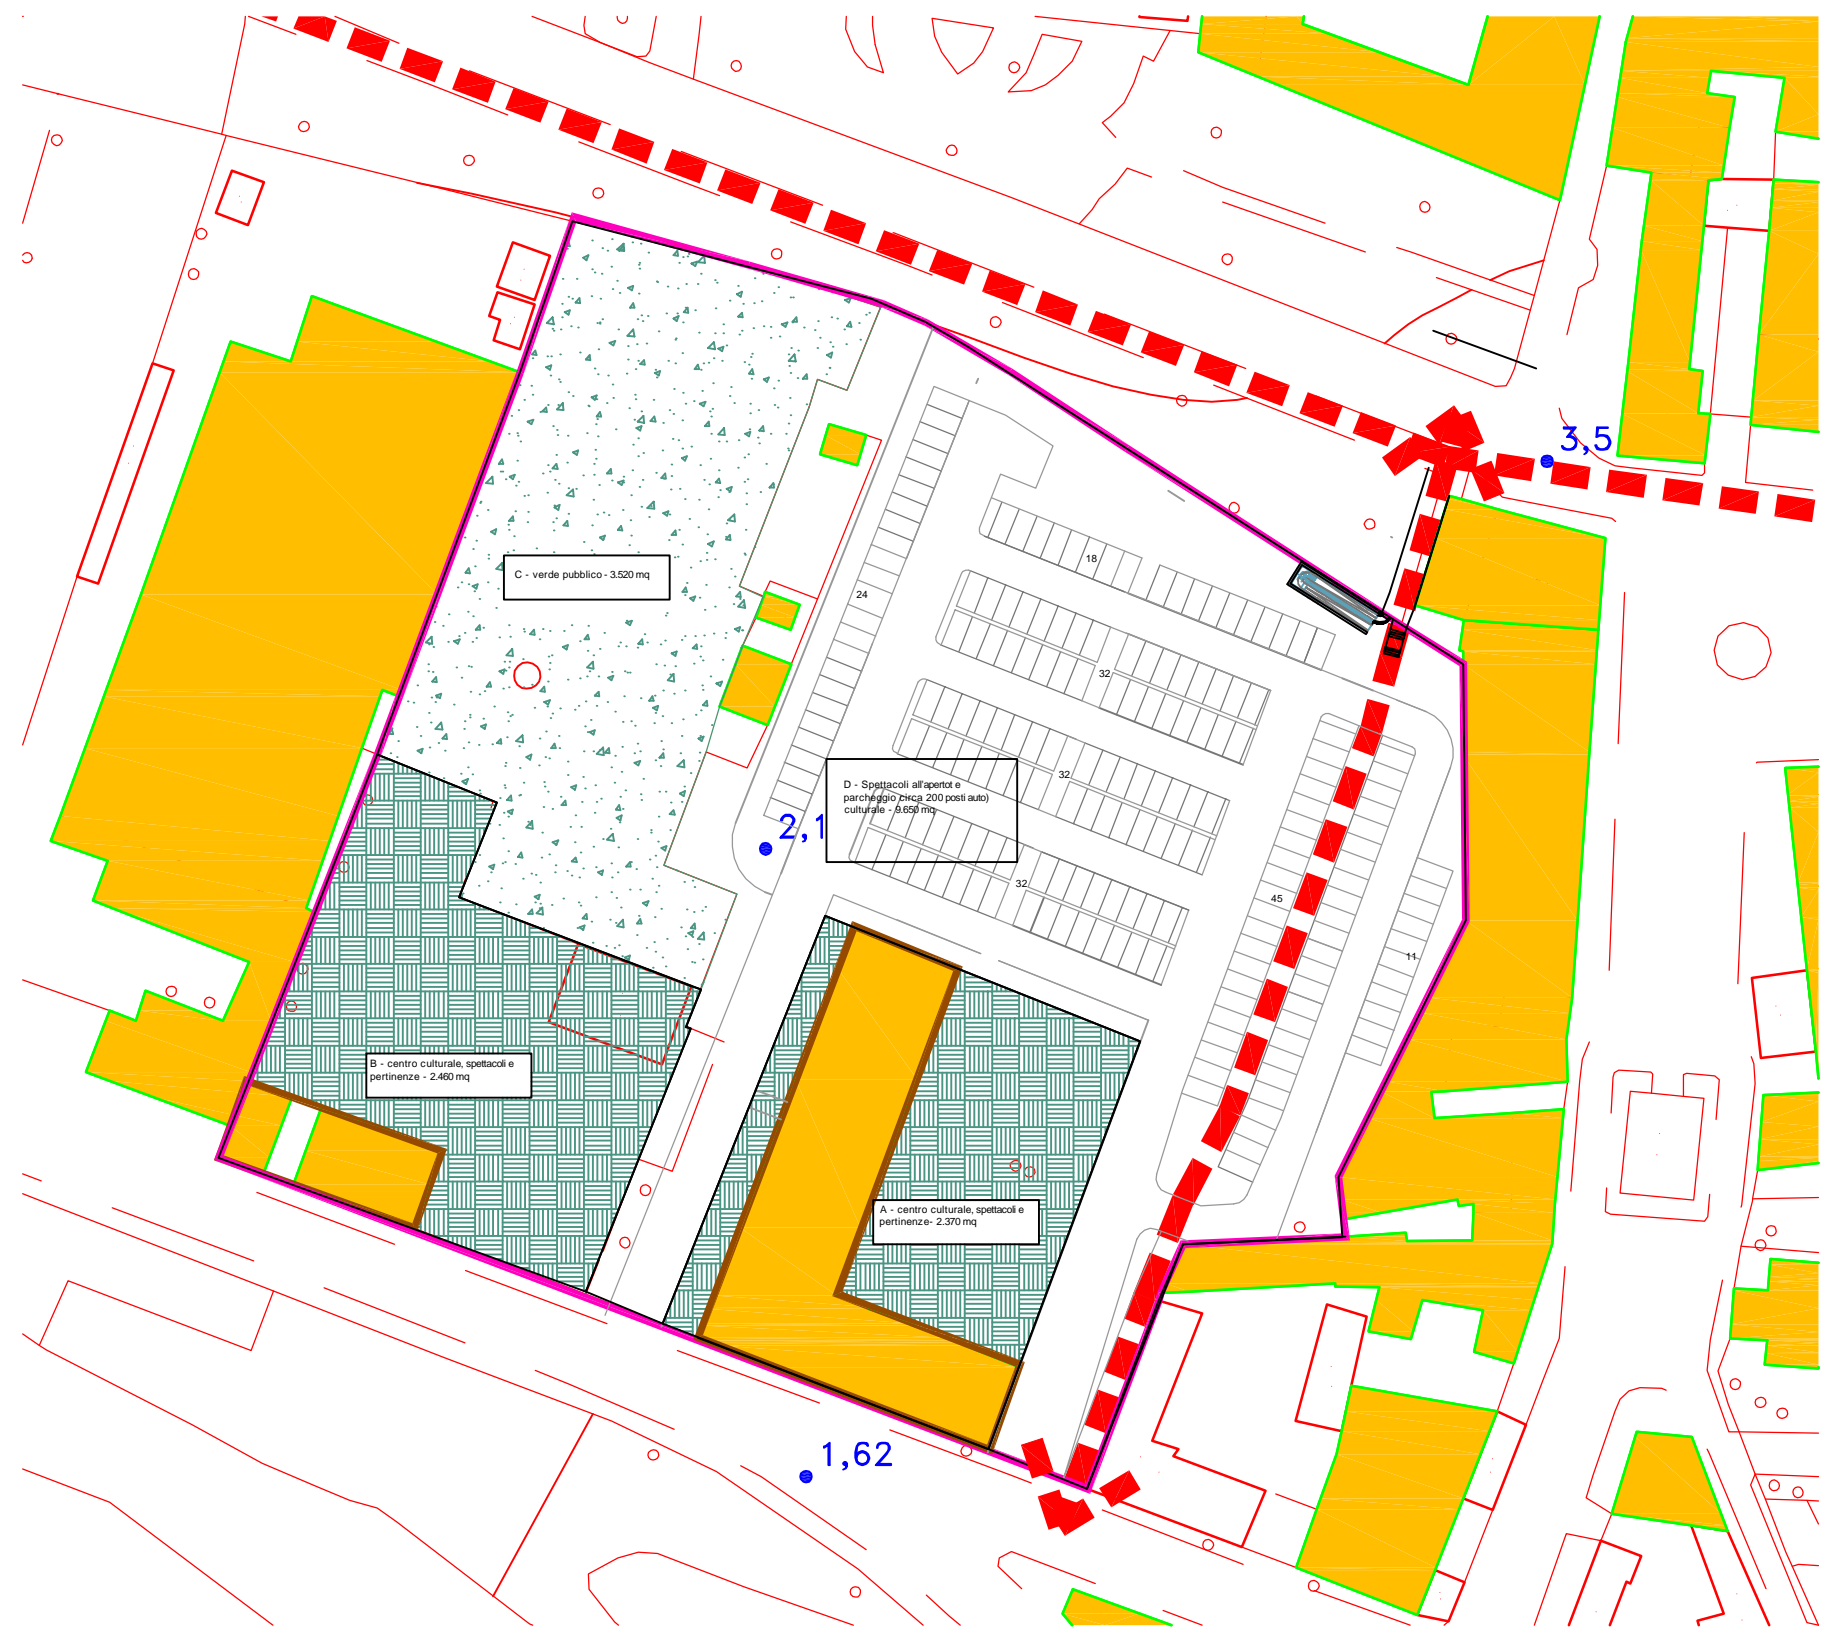 3,5
18
C - verde pubblico - 3.520 mq
24
32
32
D - Spettacoli all'apertot e
parcheggio circa 200 posti auto)
culturale - 9.650 mq
2,1
32
45
11
B - centro culturale, spettacoli e
pertinenze - 2.460 mq
A - centro culturale, spettacoli e
pertinenze- 2.370 mq
1,62